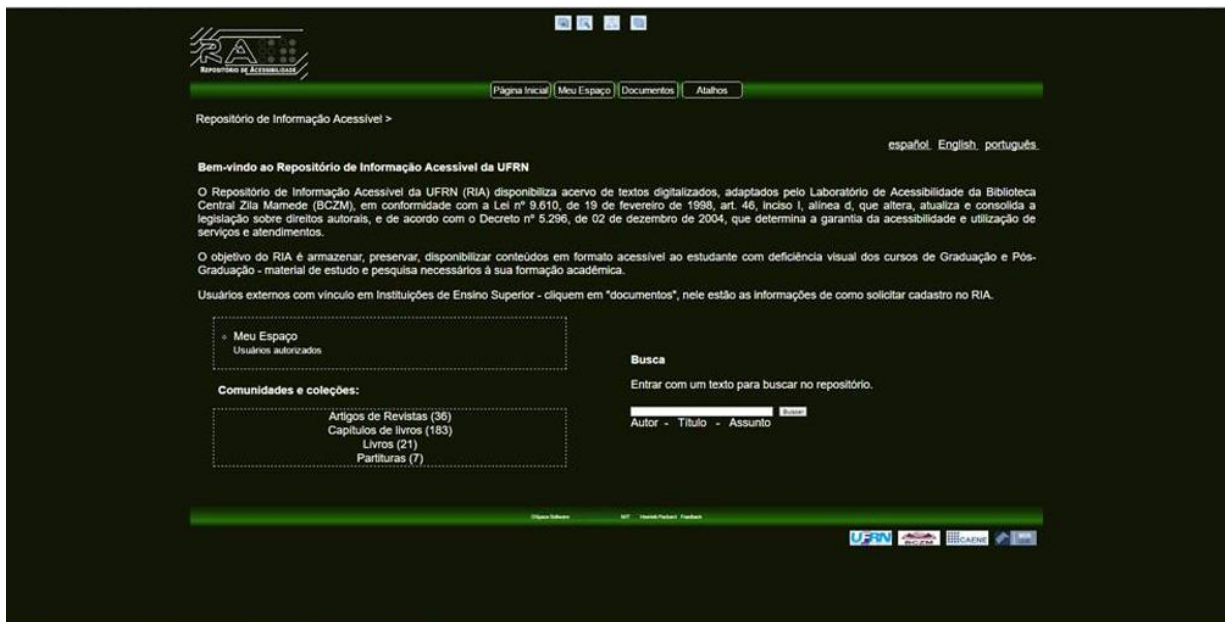 RA
REPOSITÓRIO DE ACESSIBILIDADE
Página Inicial Meu Espaço Documentos Atalhos
Repositório de Informação Acessível >
español English português
Bem-vindo ao Repositório de Informação Acessível da UFRN
O Repositório de Informação Acessível da UFRN (RIA) disponibiliza acervo de textos digitalizados, adaptados pelo Laboratório de Acessibilidade da Biblioteca
Central Zila Mamede (BCZM), em conformidade com a Lei nº 9.610, de 19 de fevereiro de 1998, art. 46, inciso I, alínea d, que altera, atualiza e consolida a
legislação sobre direitos autorais, e de acordo com o Decreto nº 5.296, de 02 de dezembro de 2004, que determina a garantia da acessibilidade e utilização de
serviços e atendimentos.
O objetivo do RIA é armazenar, preservar, disponibilizar conteúdos em formato acessível ao estudante com deficiência visual dos cursos de Graduação e Pós-
Graduação - material de estudo e pesquisa necessários à sua formação acadêmica.
Usuários externos com vínculo em Instituições de Ensino Superior - cliquem em "documentos", nele estão as informações de como solicitar cadastro no RIA.
Meu Espaço
Usuários autorizados
Comunidades e coleções:
Artigos de Revistas (36)
Capítulos de livros (183)
Livros (21)
Partituras (7)
Busca
Entrar com um texto para buscar no repositório.
Buscar
Autor - Título - Assunto
DSpace Software MIT Hewlett Packard Feedback
UFRN BCZM CAENE